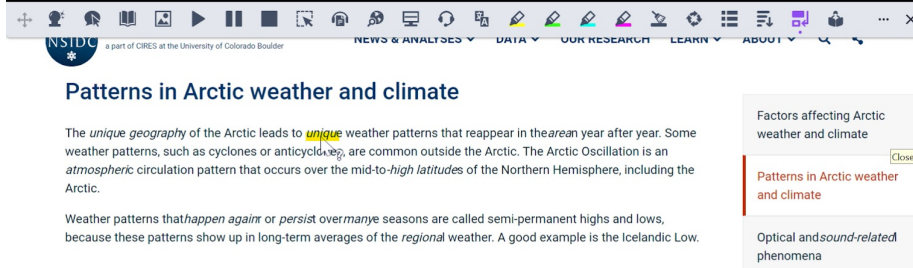 NSIDC
a part of CIRES at the University of Colorado Boulder
NEWS & ANALYSES
DATA
OUR RESEARCH
LEARN
ABOUT
Patterns in Arctic weather and climate
The unique geography of the Arctic leads to unique weather patterns that reappear in thearean year after year. Some
weather patterns, such as cyclones or anticyclones, are common outside the Arctic. The Arctic Oscillation is an
atmospheric circulation pattern that occurs over the mid-to-high latitudes of the Northern Hemisphere, including the
Arctic.
Weather patterns thathappen againr or persist overmanye seasons are called semi-permanent highs and lows,
because these patterns show up in long-term averages of the regional weather. A good example is the Icelandic Low.
Factors affecting Arctic
weather and climate
Close
Patterns in Arctic weather
and climate
Optical andsound-relatedl
phenomena